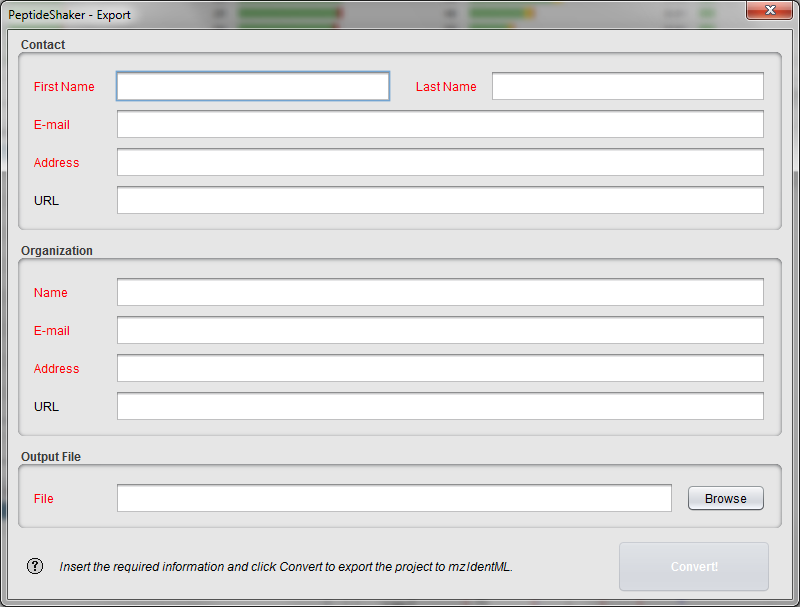 PeptideShaker - Export
Contact
First Name Last Name
E-mail
Address
URL
Organization
Name
E-mail
Address
URL
Output File
File Browse
? Insert the required information and click Convert to export the project to mzIdentML. Convert!